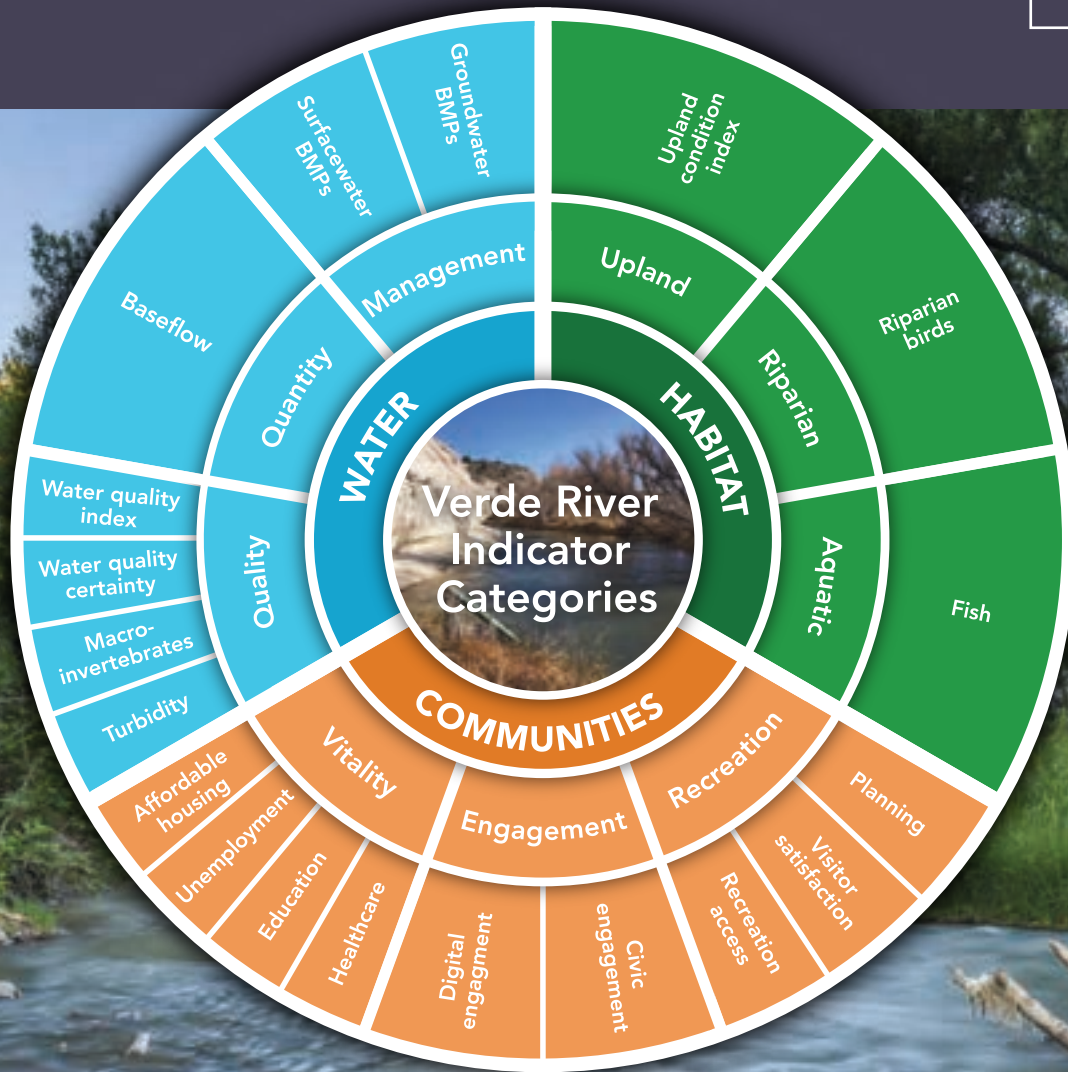 Verde River
Indicator
Categories
WATER
Management
Groundwater
BMPs
Surfacewater
BMPs
Quantity
Baseflow
Quality
Water quality
index
Water quality
certainty
Macro-
invertebrates
Turbidity
HABITAT
Upland
Upland
condition
index
Riparian
Riparian
birds
Aquatic
Fish
COMMUNITIES
Vitality
Affordable
housing
Unemployment
Education
Healthcare
Engagement
Digital
engagment
Civic
engagement
Recreation
Recreation
access
Visitor
satisfaction
Planning